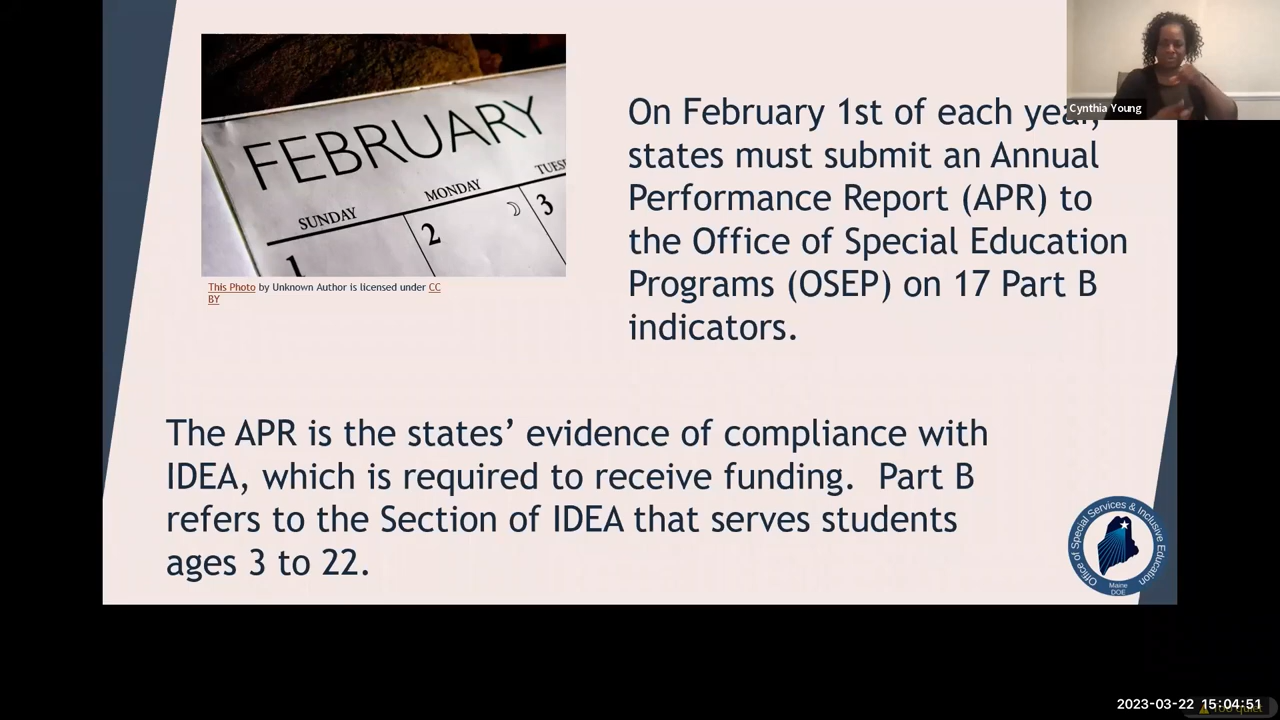 FEBRUARY
SUNDAY
MONDAY
1
2
3
This Photo by Unknown Author is licensed under CC
BY
On February 1st of each year,
states must submit an Annual
Performance Report (APR) to
the Office of Special Education
Programs (OSEP) on 17 Part B
indicators.
Cynthia Young
The APR is the states’ evidence of compliance with
IDEA, which is required to receive funding.  Part B
refers to the Section of IDEA that serves students
ages 3 to 22.
Office of Special Services & Inclusive Education
Maine
DOE
2023-03-22 15:04:51